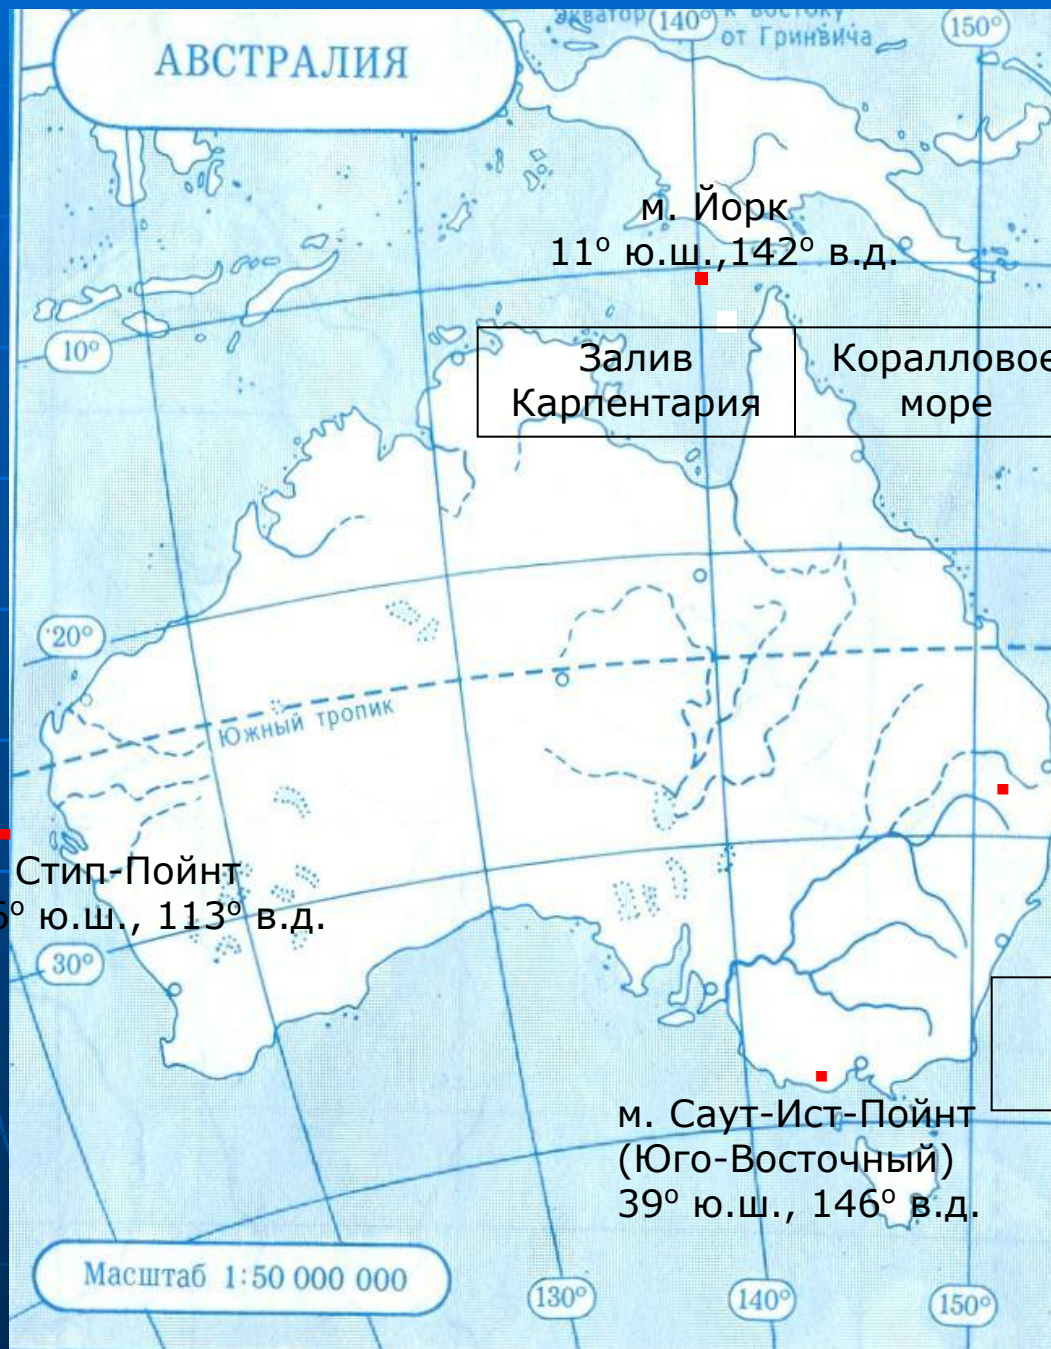 экватор
140°
к востоку
от Гринвича
150°
АВСТРАЛИЯ
м. Йорк
11° ю.ш.,142° в.д.
10°
Залив
Карпентария
Коралловое
море
20°
Южный тропик
Стип-Пойнт
° ю.ш., 113° в.д.
30°
м. Саут-Ист-Пойнт
(Юго-Восточный)
39° ю.ш., 146° в.д.
Масштаб 1:50 000 000
130°
140°
150°